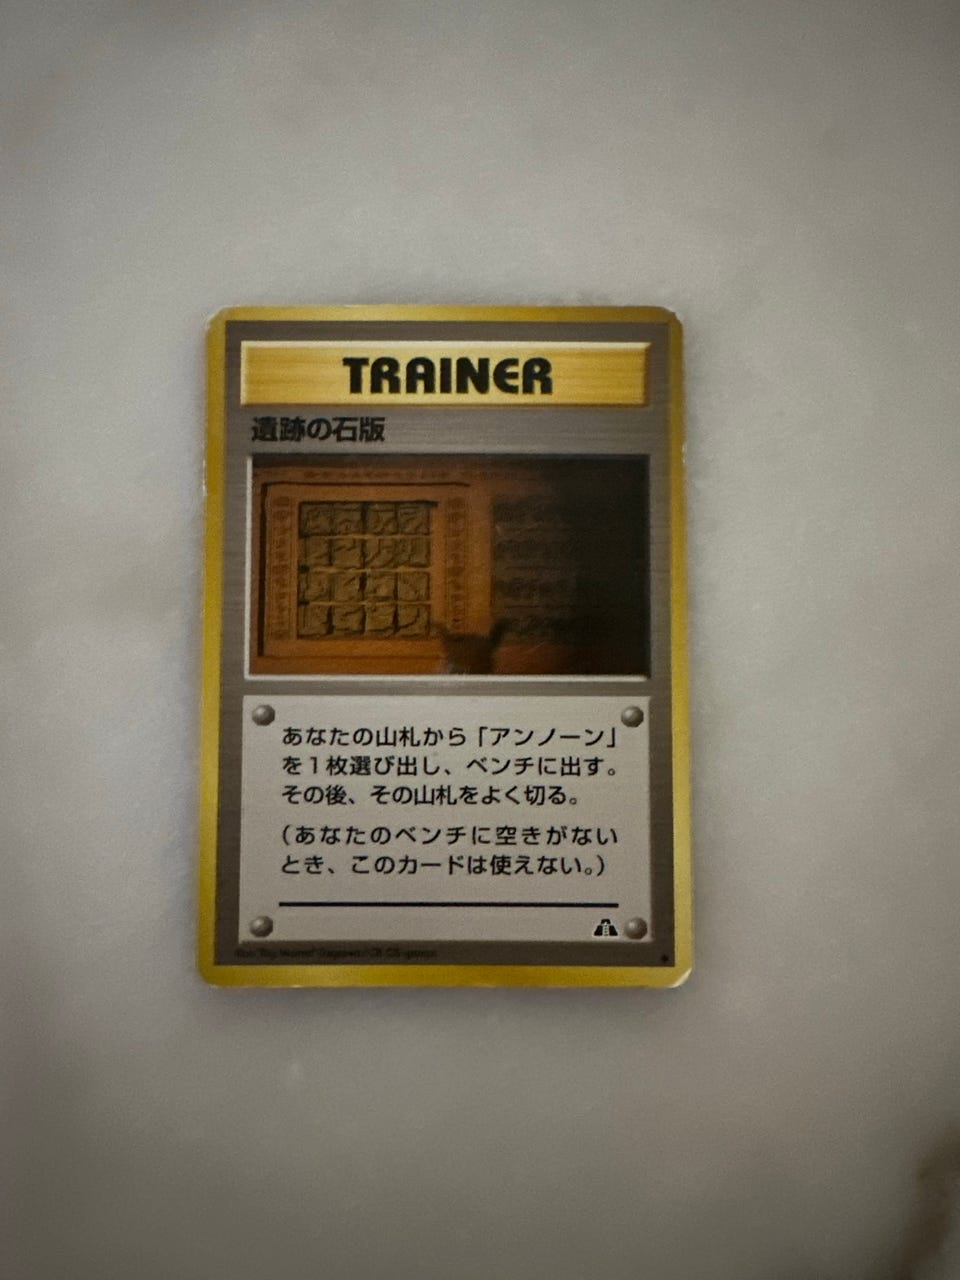 TRAINER
遺跡の石版
あなたの山札から「アンノーン」
を1枚選び出し、ベンチに出す。
その後、その山札をよく切る。
（あなたのベンチに空きがない
とき、このカードは使えない。）